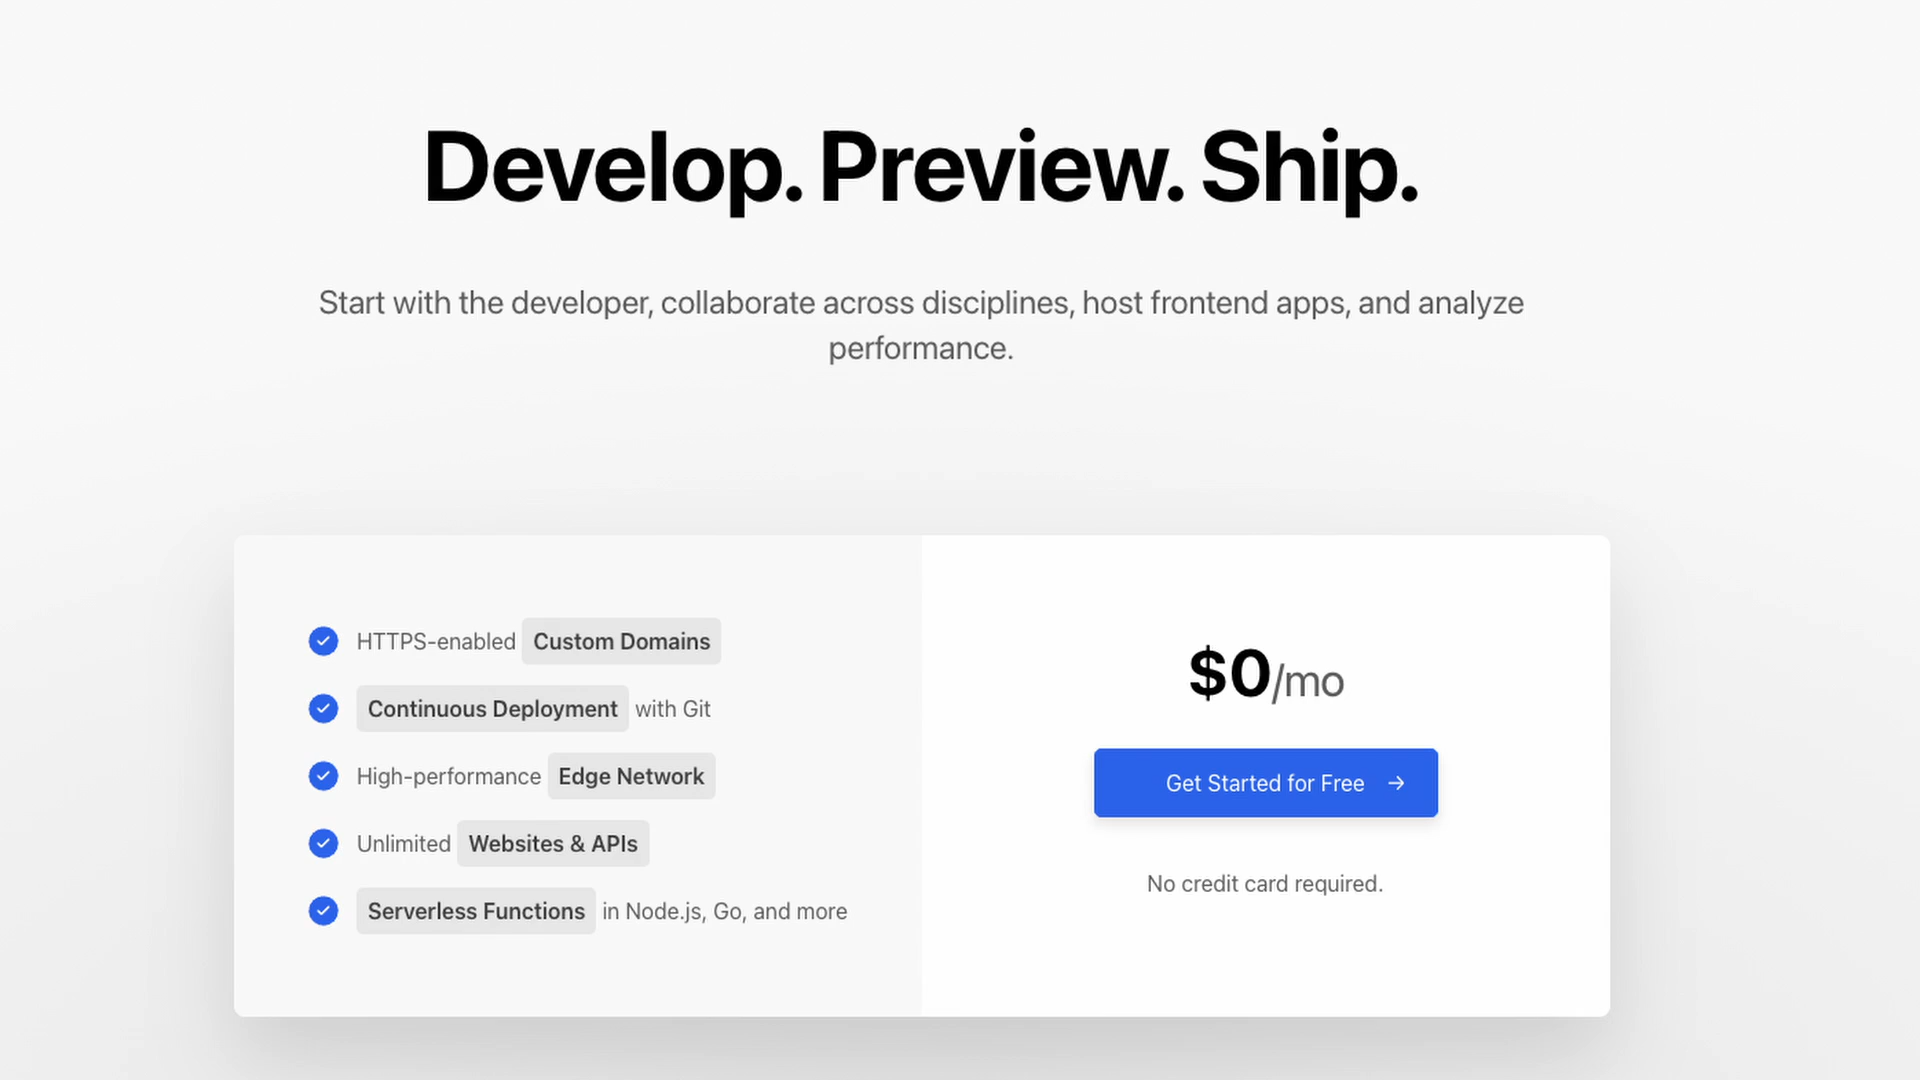 Develop. Preview. Ship.
Start with the developer, collaborate across disciplines, host frontend apps, and analyze
performance.
HTTPS-enabled Custom Domains
Continuous Deployment with Git
High-performance Edge Network
Unlimited Websites & APIs
Serverless Functions in Node.js, Go, and more
$0/mo
Get Started for Free →
No credit card required.